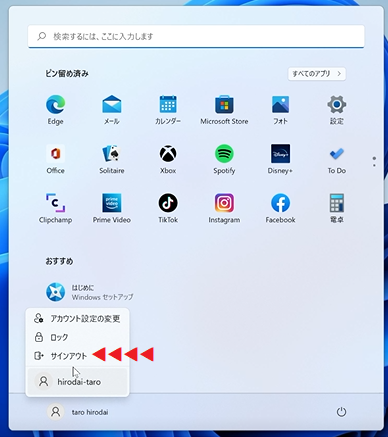 検索するには、ここに入力します
ピン留め済み
すべてのアプリ
Edge
メール
カレンダー
Microsoft Store
フォト
設定
Office
Solitaire
Xbox
Spotify
Disney+
To Do
Clipchamp
Prime Video
TikTok
Instagram
Facebook
電卓
おすすめ
はじめに
Windows セットアップ
アカウント設定の変更
ロック
サインアウト
hirodai-taro
taro hirodai